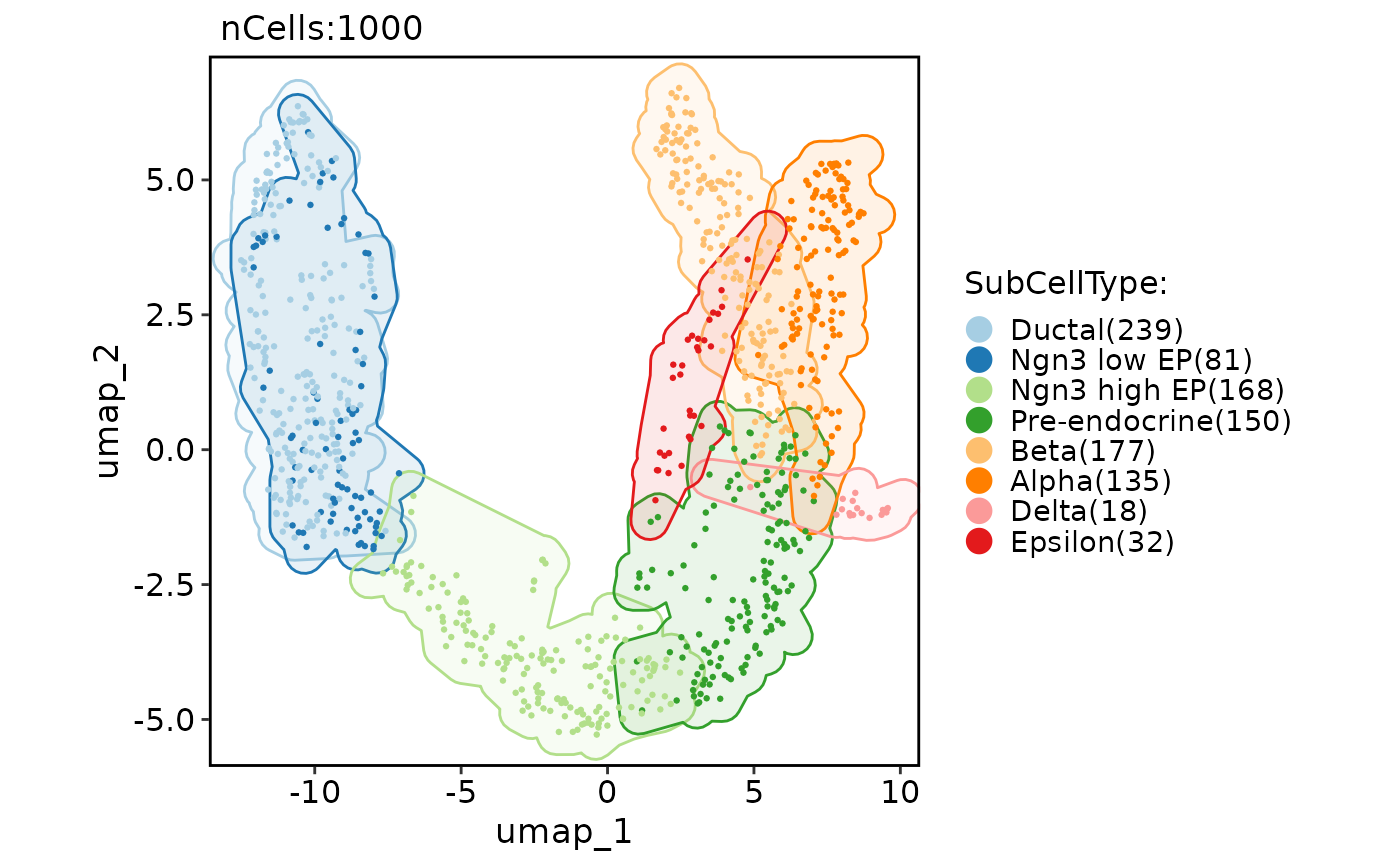 nCells:1000
5.0
2.5
0.0
-2.5
-5.0
umap_2
-10
-5
0
5
10
umap_1
SubCellType:
Ductal(239)
Ngn3 low EP(81)
Ngn3 high EP(168)
Pre-endocrine(150)
Beta(177)
Alpha(135)
Delta(18)
Epsilon(32)